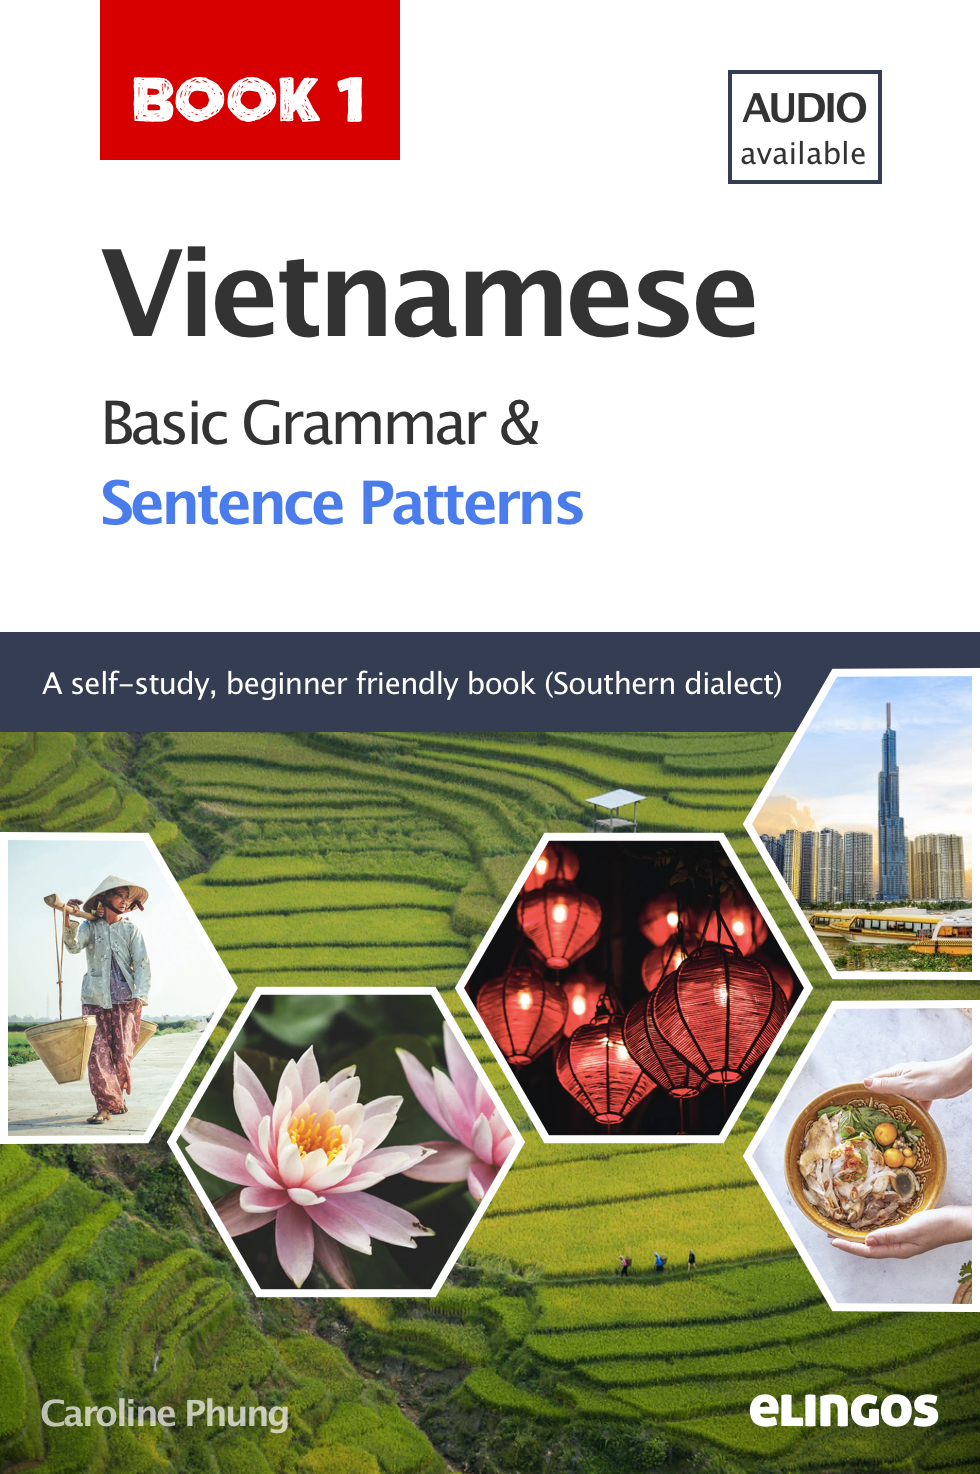 BOOK 1
AUDIO
available
Vietnamese
Basic Grammar &
Sentence Patterns
A self-study, beginner friendly book (Southern dialect)
Caroline Phung
eLINGOS